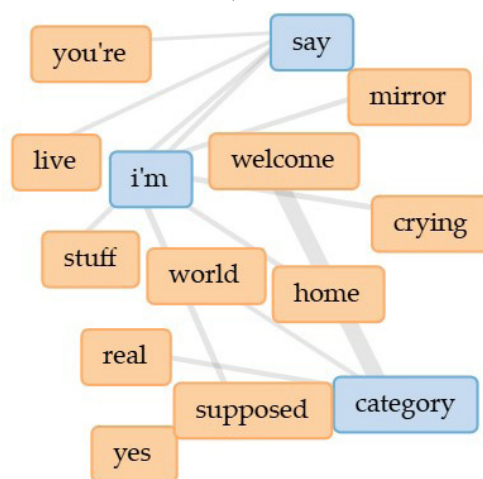 say
you're
mirror
welcome
live
i'm
crying
stuff
world
home
real
category
supposed
yes